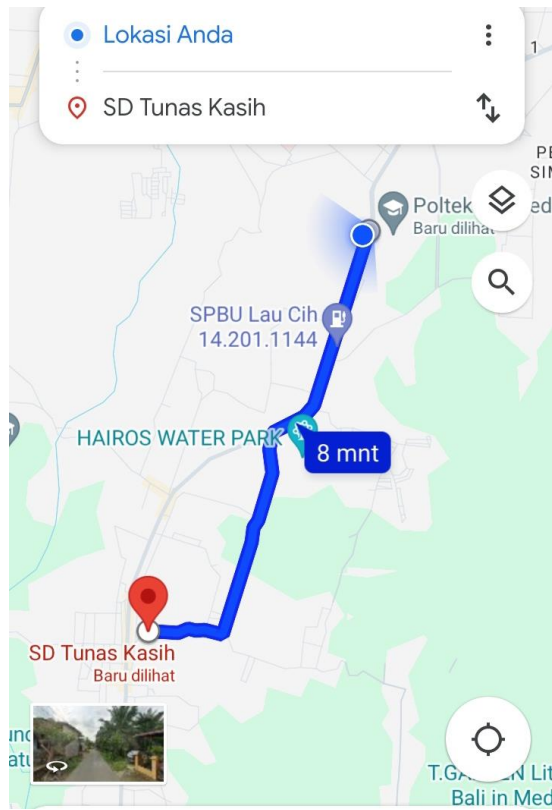 Lokasi Anda
SD Tunas Kasih
1
Poltek
Baru dilihat
SPBU Lau Cih
14.201.1144
HAIROS WATER PARK
8 mnt
SD Tunas Kasih
Baru dilihat
Bali in Med